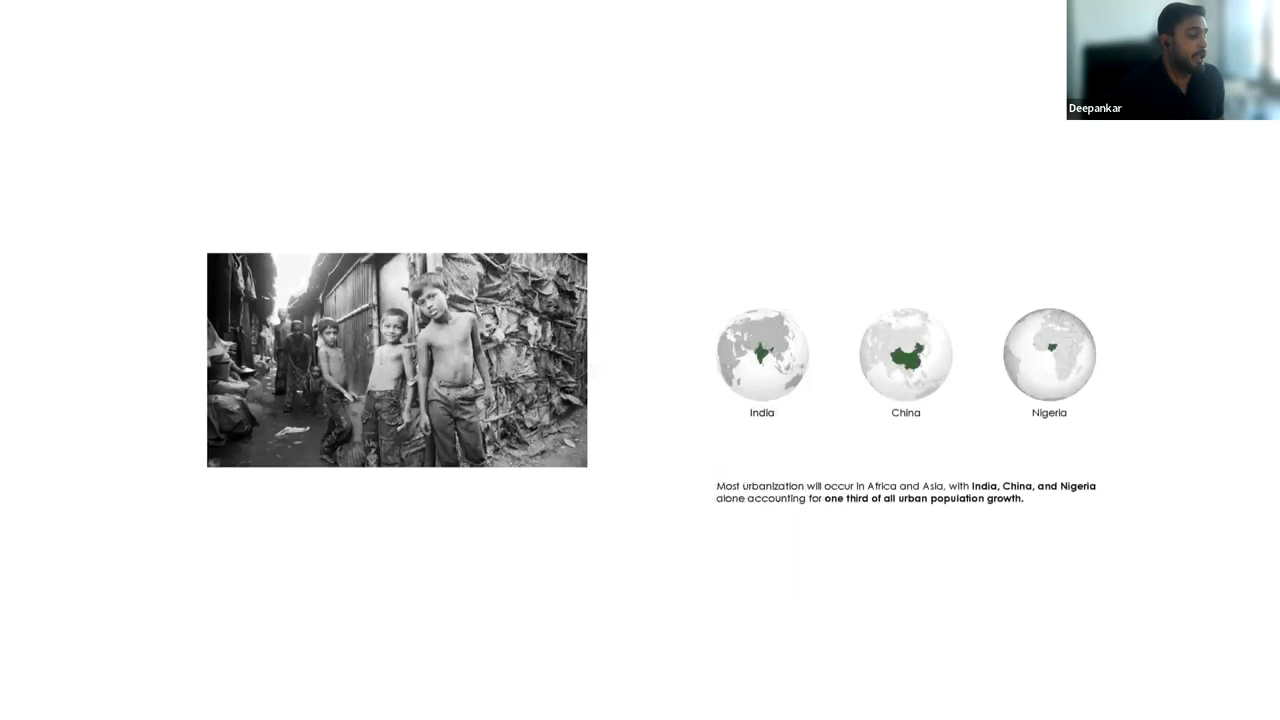 Deepankar
India
China
Nigeria
Most urbanization will occur in Africa and Asia, with India, China, and Nigeria
alone accounting for one third of all urban population growth.